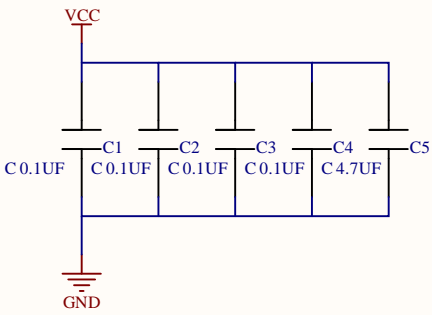 VCC
C1 C2 C3 C4 C5
C 0.1UF C 0.1UF C 0.1UF C 0.1UF C 4.7UF
GND